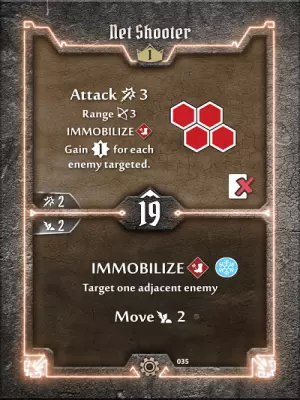 Net Shooter
1
Attack 3
Range 3
IMMOBILIZE
Gain 1 for each
enemy targeted.
2
19
2
IMMOBILIZE
Target one adjacent enemy
Move 2
035